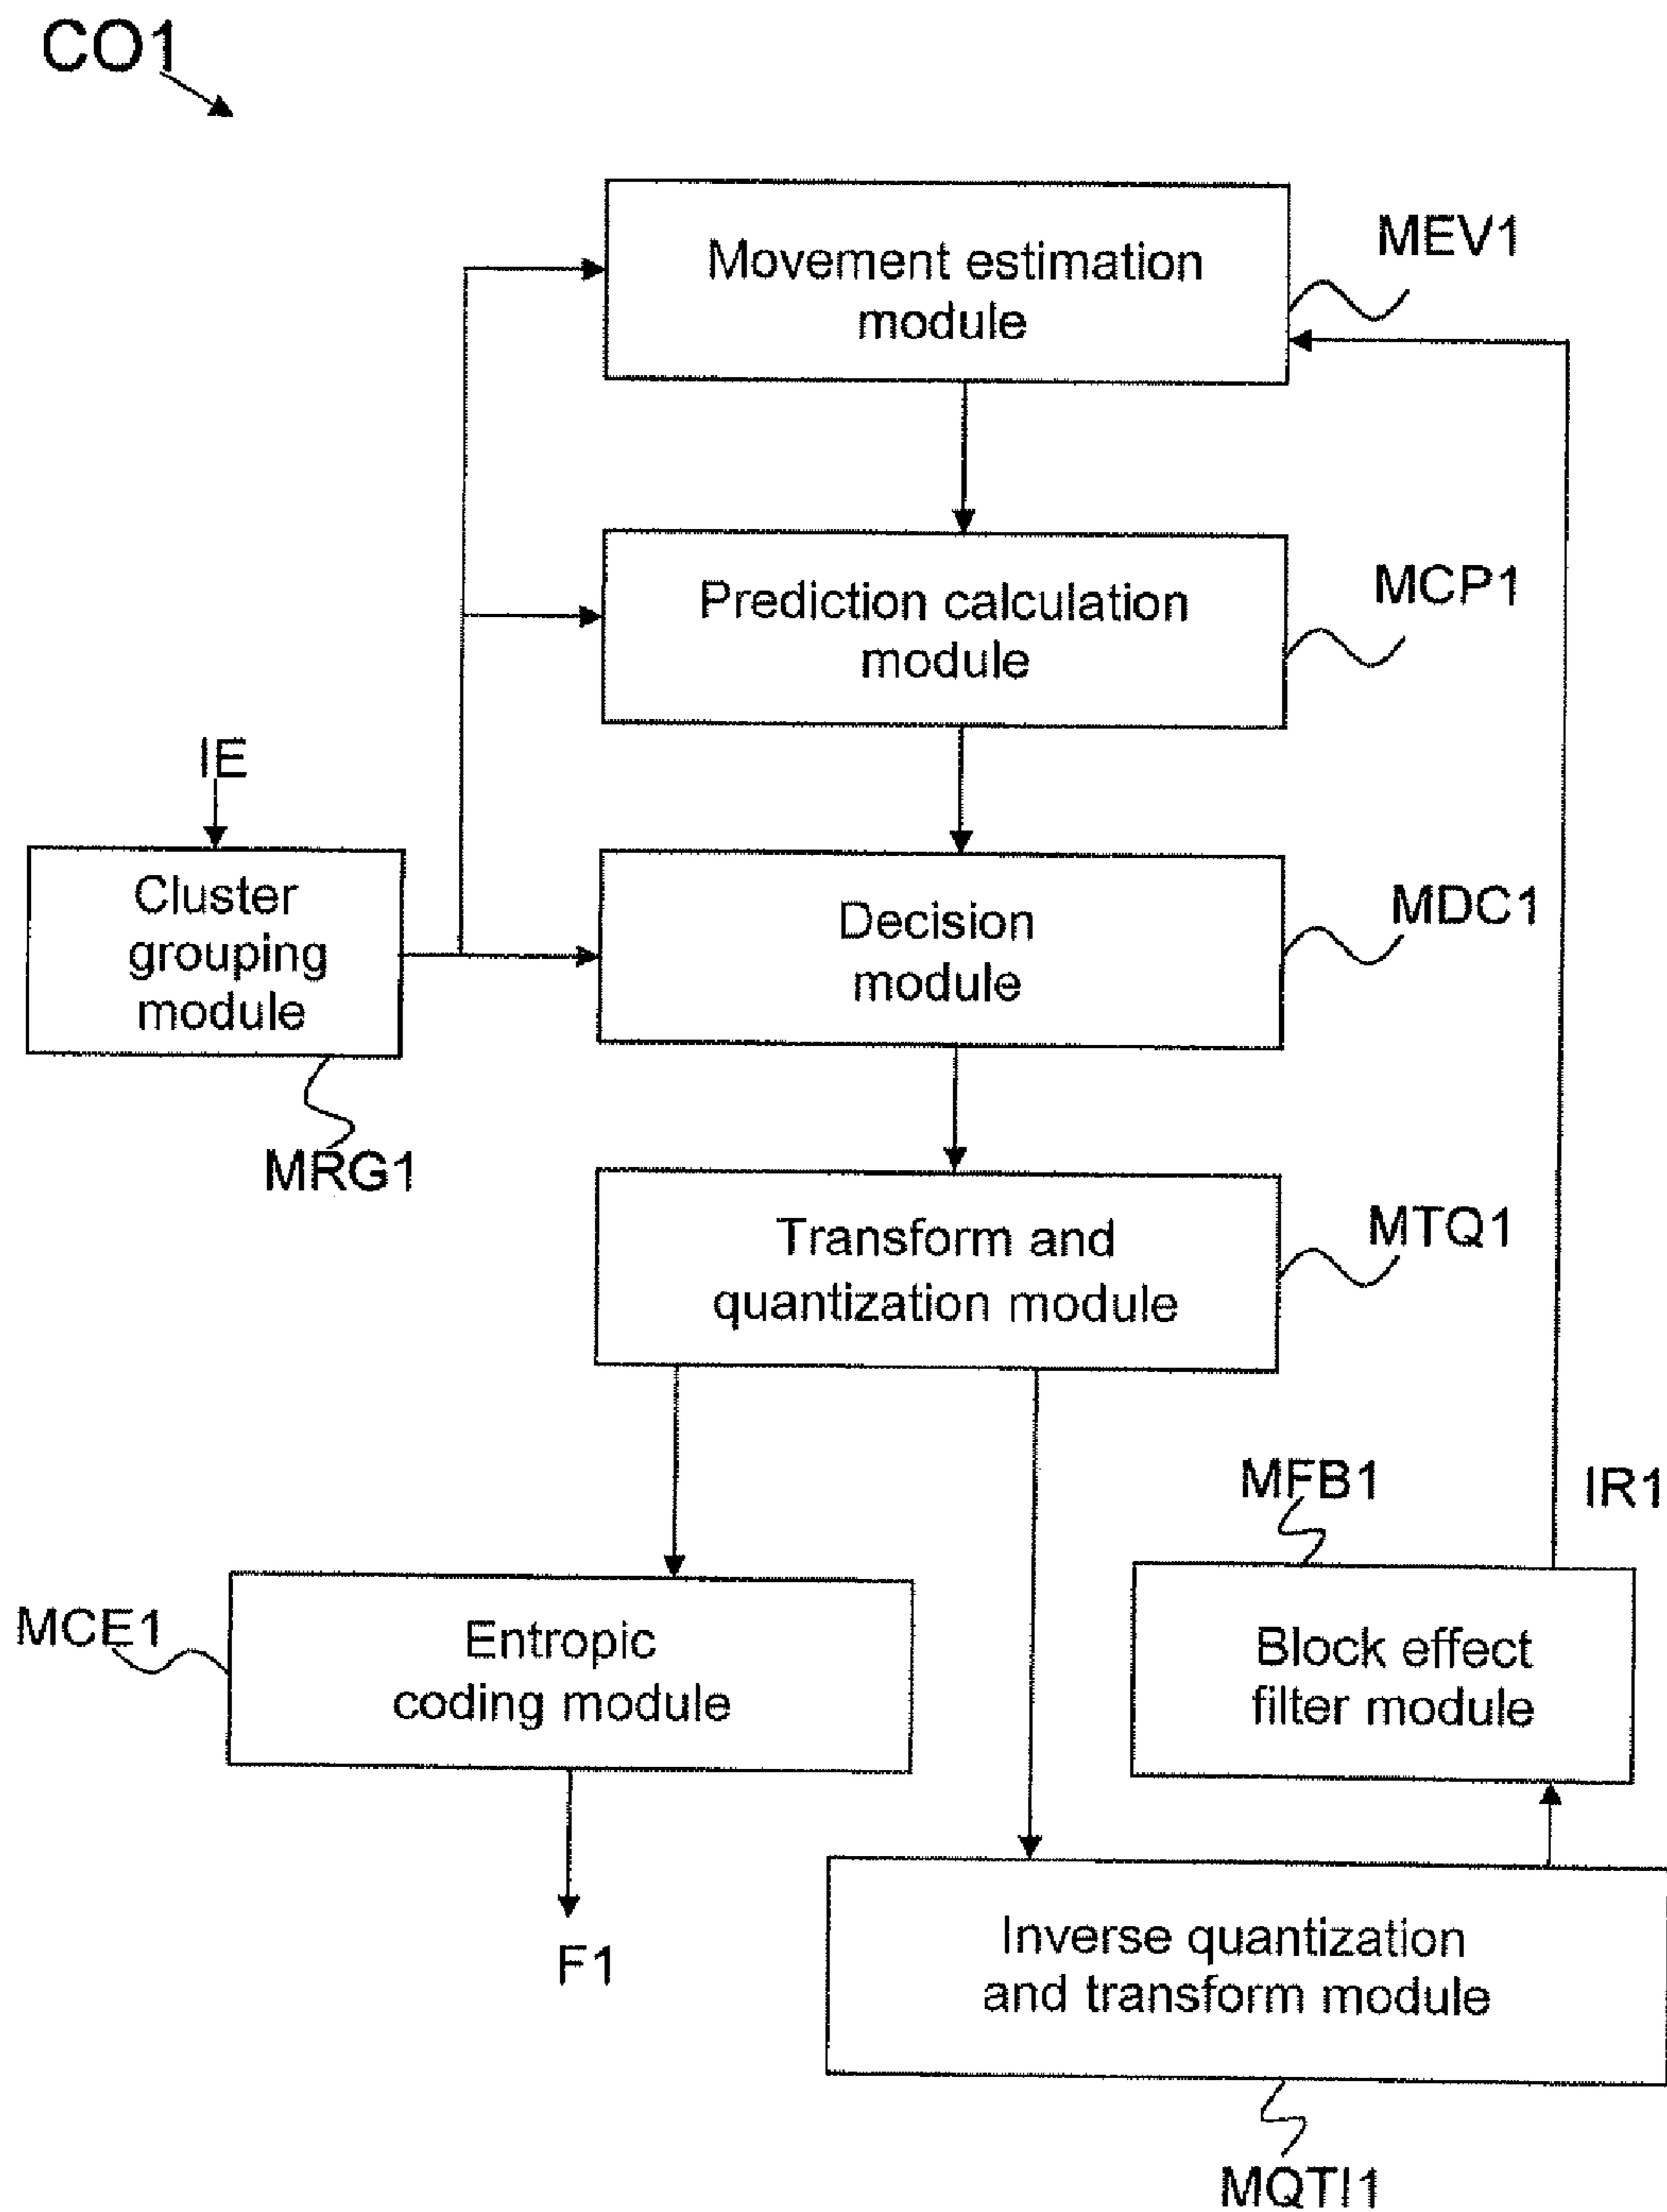 CO1
Movement estimation
module
MEV1
Prediction calculation
module
MCP1
IE
Cluster
grouping
module
MRG1
Decision
module
MDC1
Transform and
quantization module
MTQ1
MFB1
IR1
MCE1
Entropic
coding module
Block effect
filter module
F1
Inverse quantization
and transform module
MQTI1